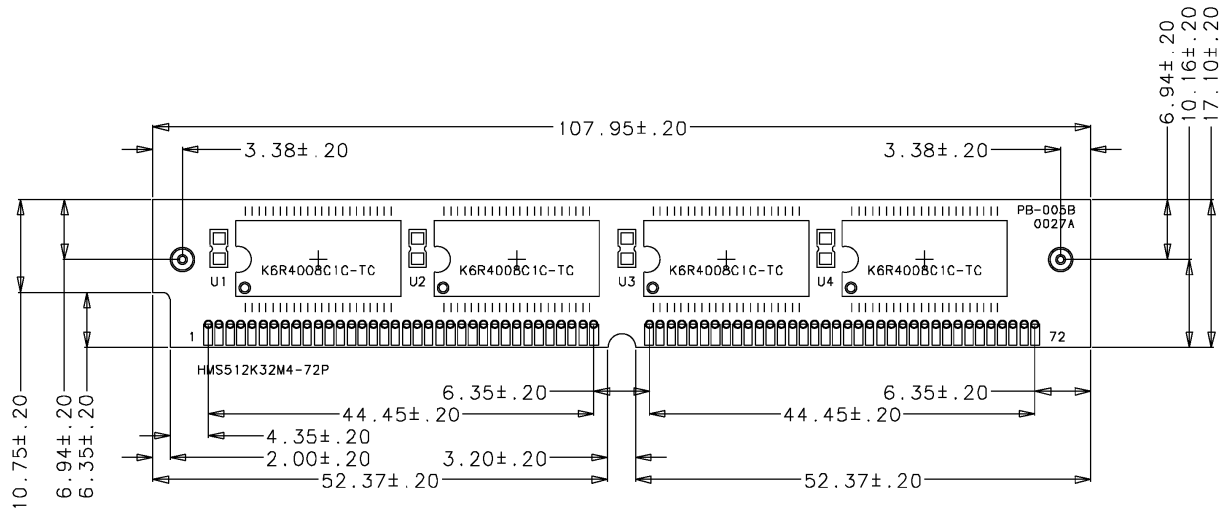 6.94±.20
10.16±.20
17.10±.20
107.95±.20
3.38±.20
3.38±.20
PB-005B
0027A
K6R4008C1C-TC
K6R4008C1C-TC
K6R4008C1C-TC
K6R4008C1C-TC
U1
U2
U3
U4
1
72
HMS512K32M4-72P
6.35±.20
6.35±.20
44.45±.20
44.45±.20
4.35±.20
2.00±.20
3.20±.20
52.37±.20
52.37±.20
10.75±.20
6.94±.20
6.35±.20